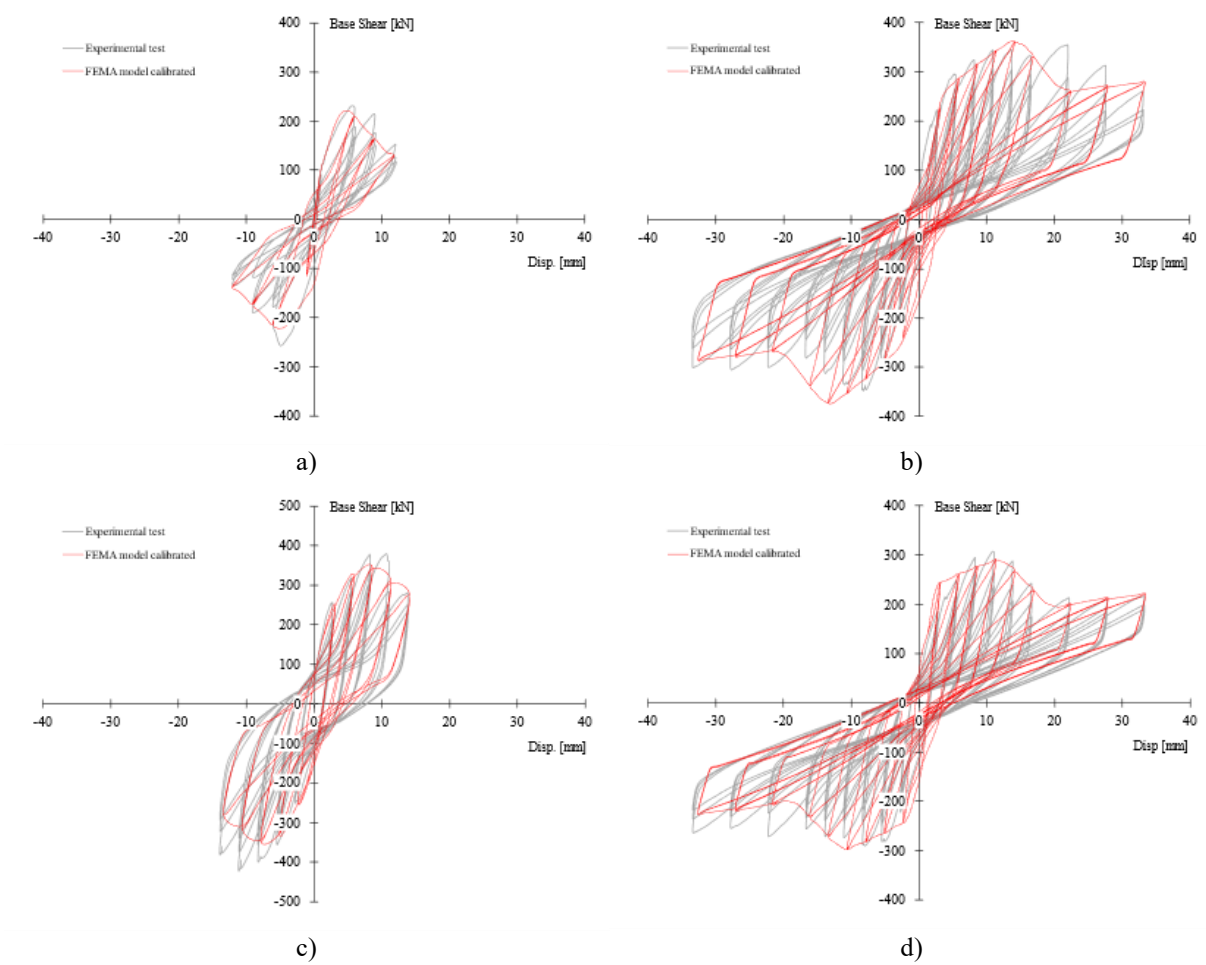 400 Base Shear [kN]
Experimental test
FEMA model calibrated
300
200
100
0
-40 -30 -20 -10 0 10 20 30 40
Disp. [mm]
-100
-200
-300
-400
a)
400 Base Shear [kN]
Experimental test
FEMA model calibrated
300
200
100
0
-40 -30 -20 -10 0 10 20 30 40
DIsp [mm]
-100
-200
-300
-400
b)
500 Base Shear [kN]
Experimental test
FEMA model calibrated
400
300
200
100
0
-40 -30 -20 -10 0 10 20 30 40
Disp. [mm]
-100
-200
-300
-400
-500
c)
400 Base Shear [kN]
Experimental test
FEMA model calibrated
300
200
100
0
-40 -30 -20 -10 0 10 20 30 40
Disp [mm]
-100
-200
-300
-400
d)